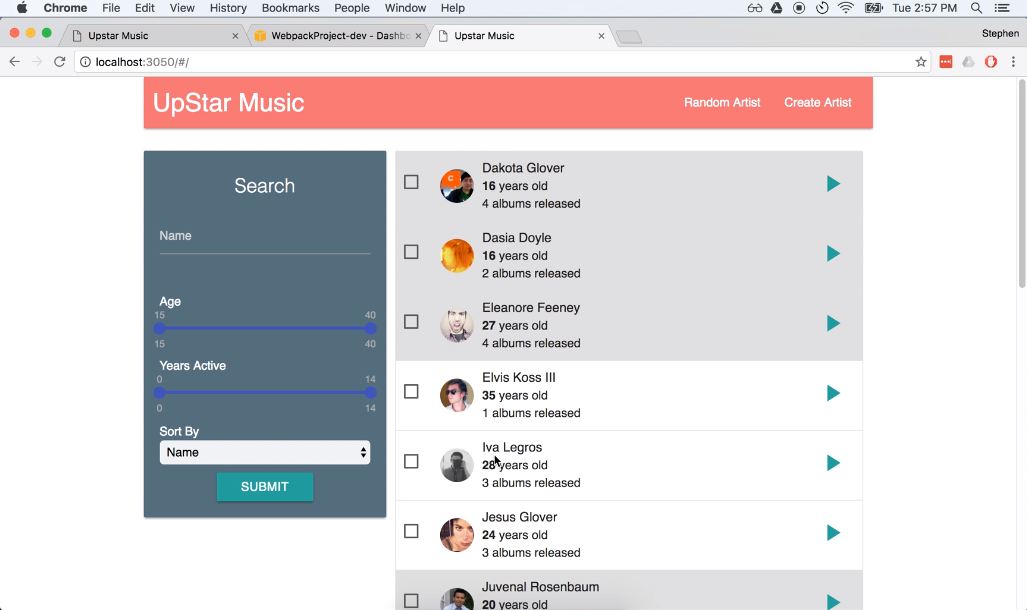 Chrome File Edit View History Bookmarks People Window Help Tue 2:57 PM
Upstar Music WebpackProject-dev - Dashbo Upstar Music Stephen
localhost:3050/#/
UpStar Music Random Artist Create Artist
Search
Name
Age
15 40
15 40
Years Active
0 14
0 14
Sort By
Name
SUBMIT
Dakota Glover
16 years old
4 albums released
Dasia Doyle
16 years old
2 albums released
Eleanore Feeney
27 years old
4 albums released
Elvis Koss III
35 years old
1 albums released
Iva Legros
28 years old
3 albums released
Jesus Glover
24 years old
3 albums released
Juvenal Rosenbaum
20 years old